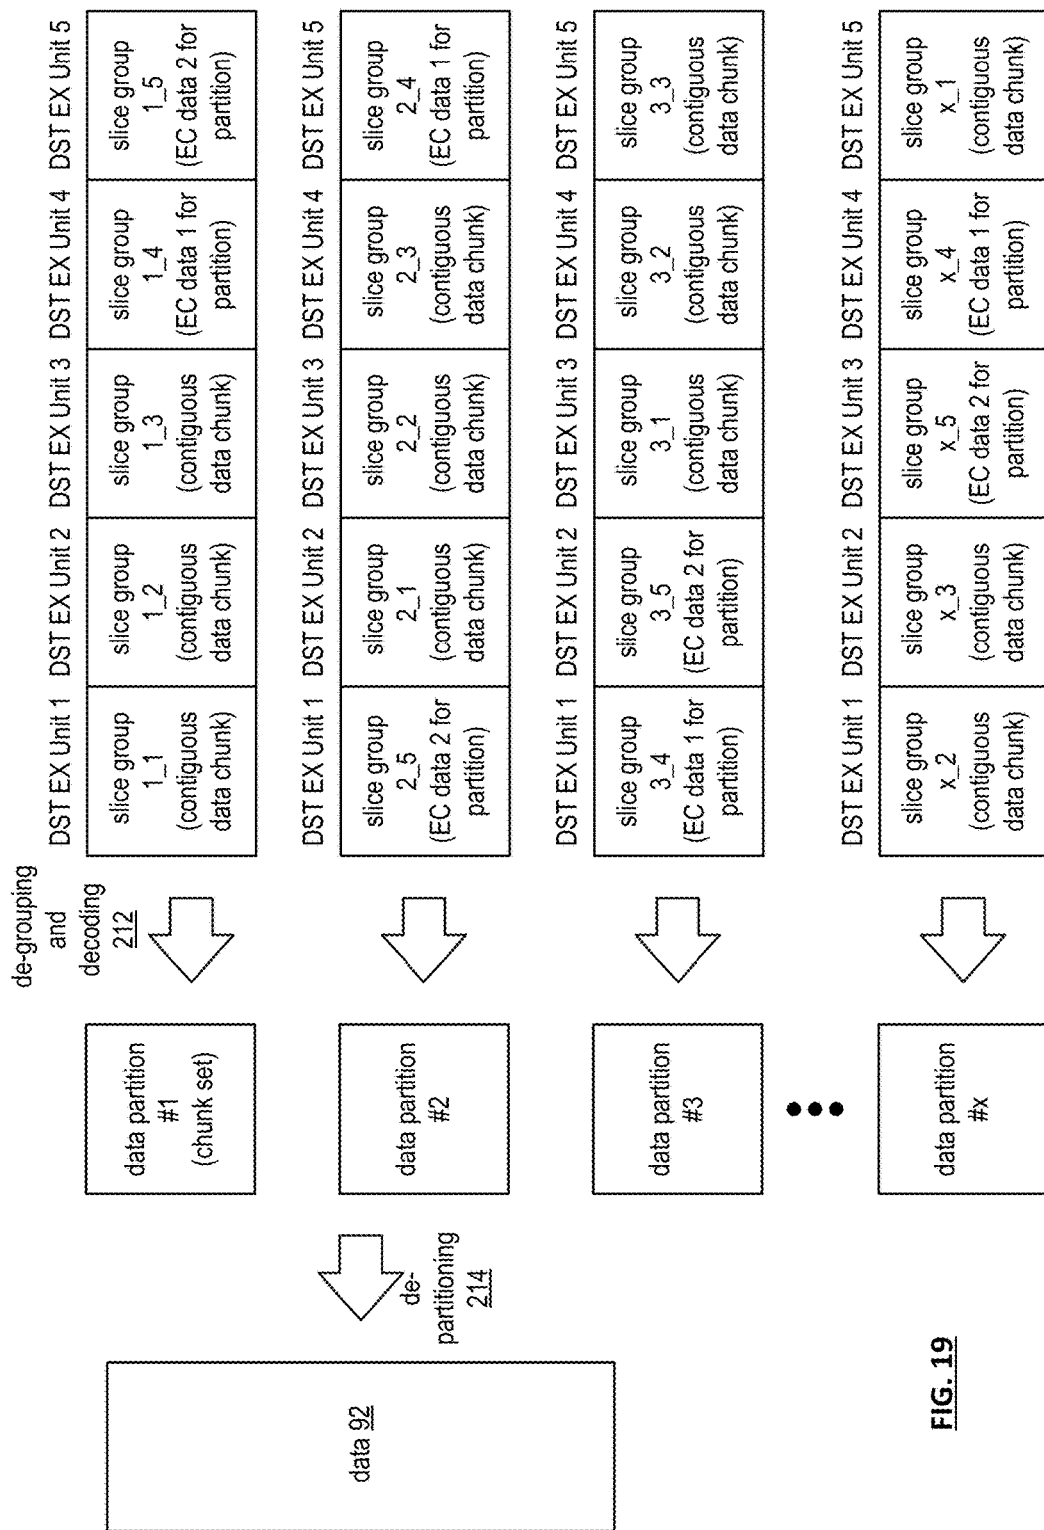 data 92
de-
partitioning
214
data partition
#1
(chunk set)
data partition
#2
data partition
#3
data partition
#x
de-grouping
and
decoding
212
DST EX Unit 1
slice group
1_1
(contiguous
data chunk)
DST EX Unit 2
slice group
1_2
(contiguous
data chunk)
DST EX Unit 3
slice group
1_3
(contiguous
data chunk)
DST EX Unit 4
slice group
1_4
(EC data 1 for
partition)
DST EX Unit 5
slice group
1_5
(EC data 2 for
partition)
DST EX Unit 1
slice group
2_5
(EC data 2 for
partition)
DST EX Unit 2
slice group
2_1
(contiguous
data chunk)
DST EX Unit 3
slice group
2_2
(contiguous
data chunk)
DST EX Unit 4
slice group
2_3
(contiguous
data chunk)
DST EX Unit 5
slice group
2_4
(EC data 1 for
partition)
DST EX Unit 1
slice group
3_4
(EC data 1 for
partition)
DST EX Unit 2
slice group
3_5
(EC data 2 for
partition)
DST EX Unit 3
slice group
3_1
(contiguous
data chunk)
DST EX Unit 4
slice group
3_2
(contiguous
data chunk)
DST EX Unit 5
slice group
3_3
(contiguous
data chunk)
DST EX Unit 1
slice group
x_2
(contiguous
data chunk)
DST EX Unit 2
slice group
x_3
(contiguous
data chunk)
DST EX Unit 3
slice group
x_5
(EC data 2 for
partition)
DST EX Unit 4
slice group
x_4
(EC data 1 for
partition)
DST EX Unit 5
slice group
x_1
(contiguous
data chunk)
FIG. 19